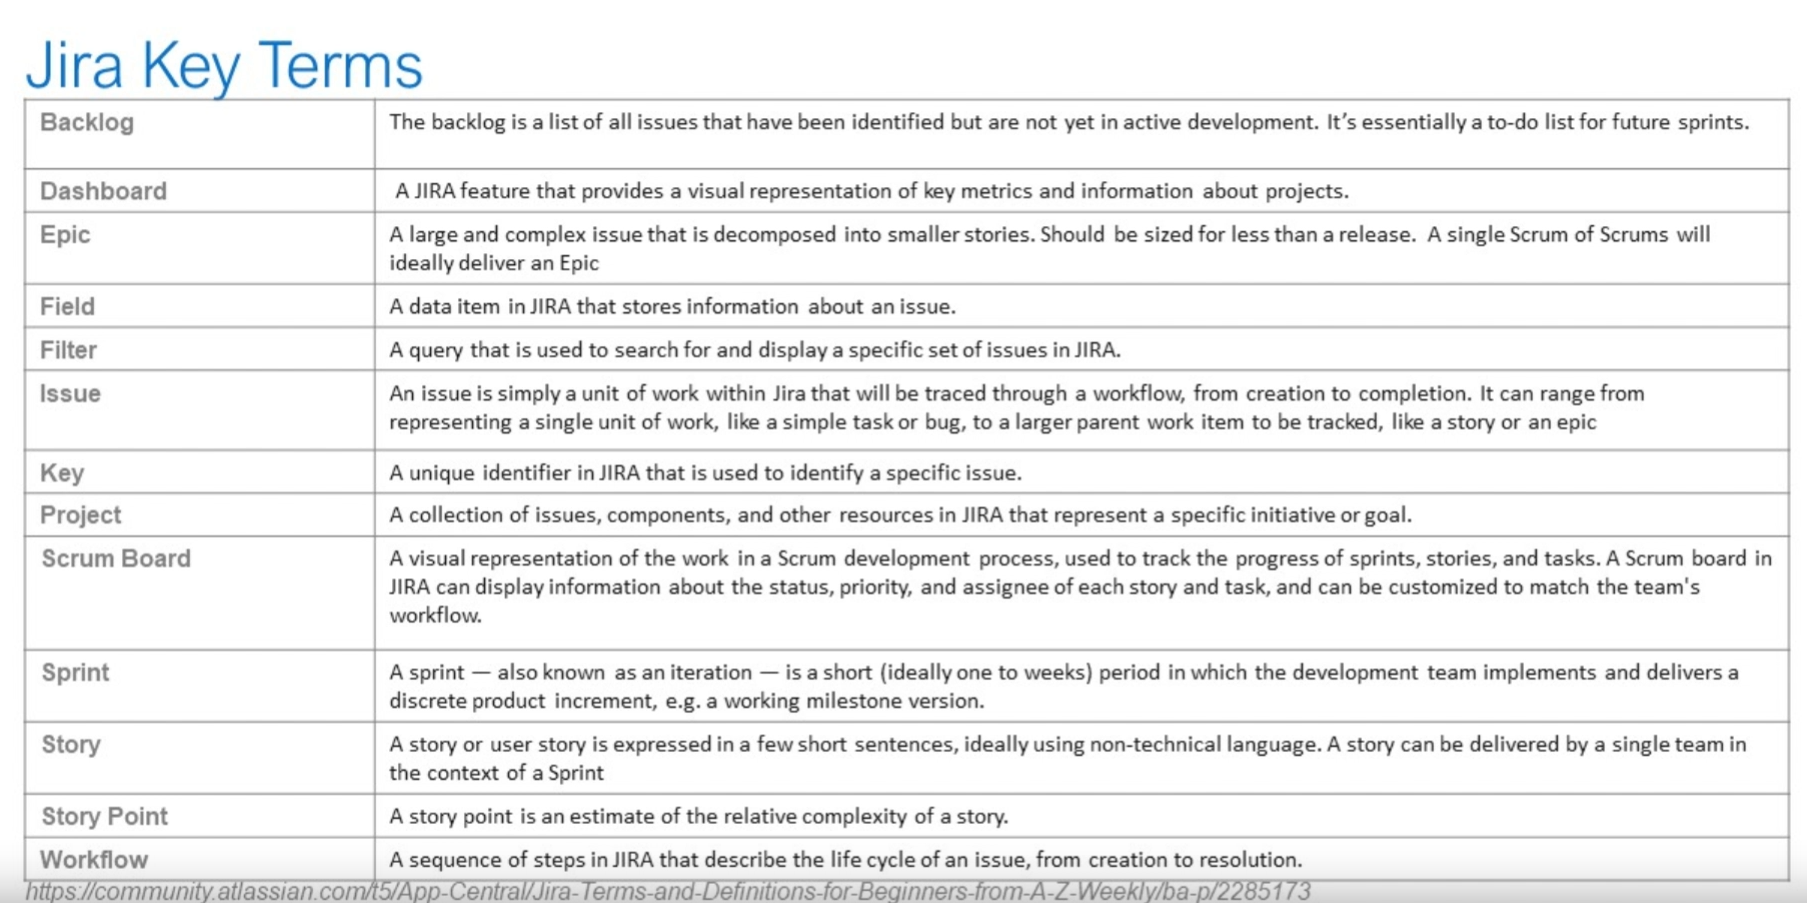 Jira Key Terms
Backlog
The backlog is a list of all issues that have been identified but are not yet in active development. It’s essentially a to-do list for future sprints.
Dashboard
A JIRA feature that provides a visual representation of key metrics and information about projects.
Epic
A large and complex issue that is decomposed into smaller stories. Should be sized for less than a release. A single Scrum of Scrums will
ideally deliver an Epic
Field
A data item in JIRA that stores information about an issue.
Filter
A query that is used to search for and display a specific set of issues in JIRA.
Issue
An issue is simply a unit of work within Jira that will be traced through a workflow, from creation to completion. It can range from
representing a single unit of work, like a simple task or bug, to a larger parent work item to be tracked, like a story or an epic
Key
A unique identifier in JIRA that is used to identify a specific issue.
Project
A collection of issues, components, and other resources in JIRA that represent a specific initiative or goal.
Scrum Board
A visual representation of the work in a Scrum development process, used to track the progress of sprints, stories, and tasks. A Scrum board in
JIRA can display information about the status, priority, and assignee of each story and task, and can be customized to match the team's
workflow.
Sprint
A sprint — also known as an iteration — is a short (ideally one to weeks) period in which the development team implements and delivers a
discrete product increment, e.g. a working milestone version.
Story
A story or user story is expressed in a few short sentences, ideally using non-technical language. A story can be delivered by a single team in
the context of a Sprint
Story Point
A story point is an estimate of the relative complexity of a story.
Workflow
A sequence of steps in JIRA that describe the life cycle of an issue, from creation to resolution.
https://community.atlassian.com/t5/App-Central/Jira-Terms-and-Definitions-for-Beginners-from-A-Z-Weekly/ba-p/2285173